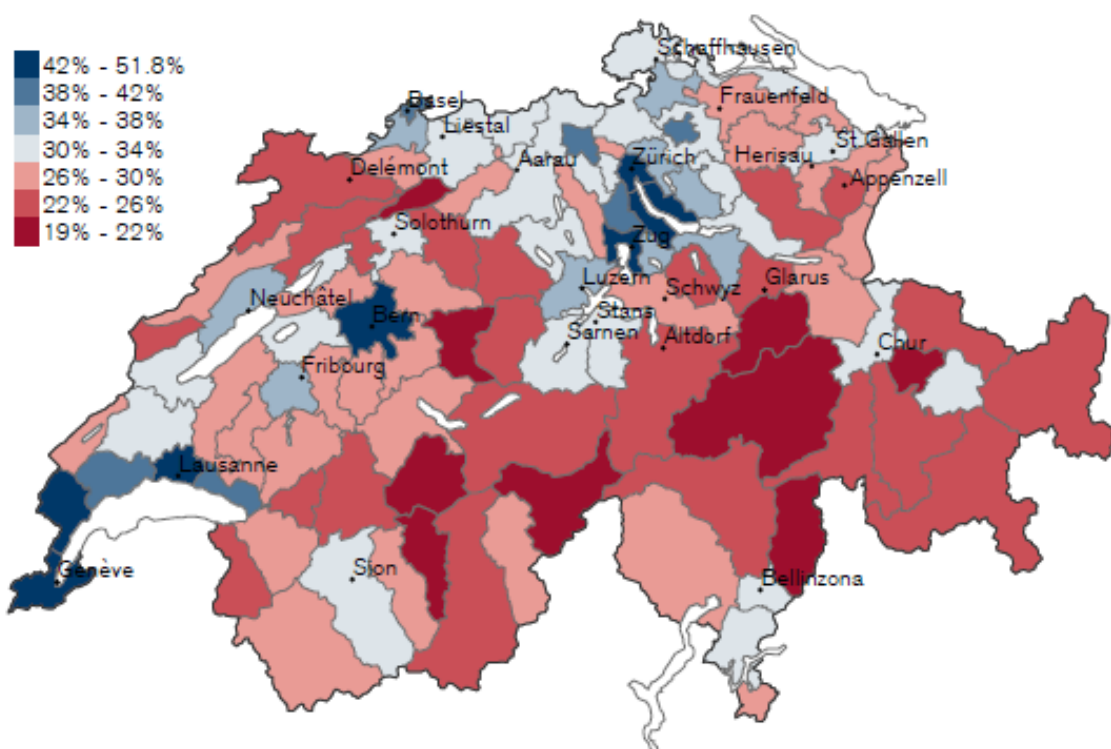 42% - 51.8%
38% - 42%
34% - 38%
30% - 34%
26% - 30%
22% - 26%
19% - 22%
Schaffhausen
Basel
Frauenfeld
Liestal
St.Gallen
Zürich
Herisau
Delémont
Aarau
Appenzell
Solothurn
Zug
Luzern
Schwyz
Glarus
Neuchâtel
Stans
Bern
Sarnen
Altdorf
Chur
Fribourg
Lausanne
Genève
Sion
Bellinzona